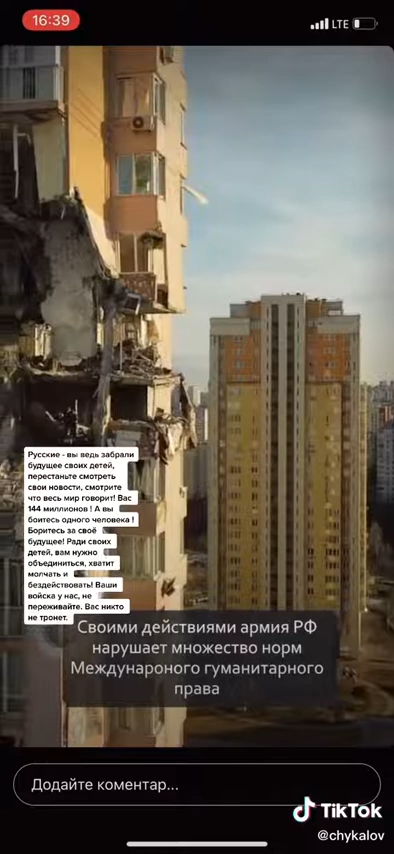 16:39
LTE
Русские - вы ведь забрали
будущее своих детей,
перестаньте смотреть
свои новости, смотрите
что весь мир говорит! Вас
144 миллионов ! А вы
боитесь одного человека !
Боритесь за своё
будущее! Ради своих
детей, вам нужно
объединиться, хватит
молчать и
бездействовать! Ваши
войска у нас, не
переживайте. Вас никто
не тронет.
Своими действиями армия РФ
нарушает множество норм
Международого гуманитарного
права
Додайте коментар...
TikTok
@chykalov